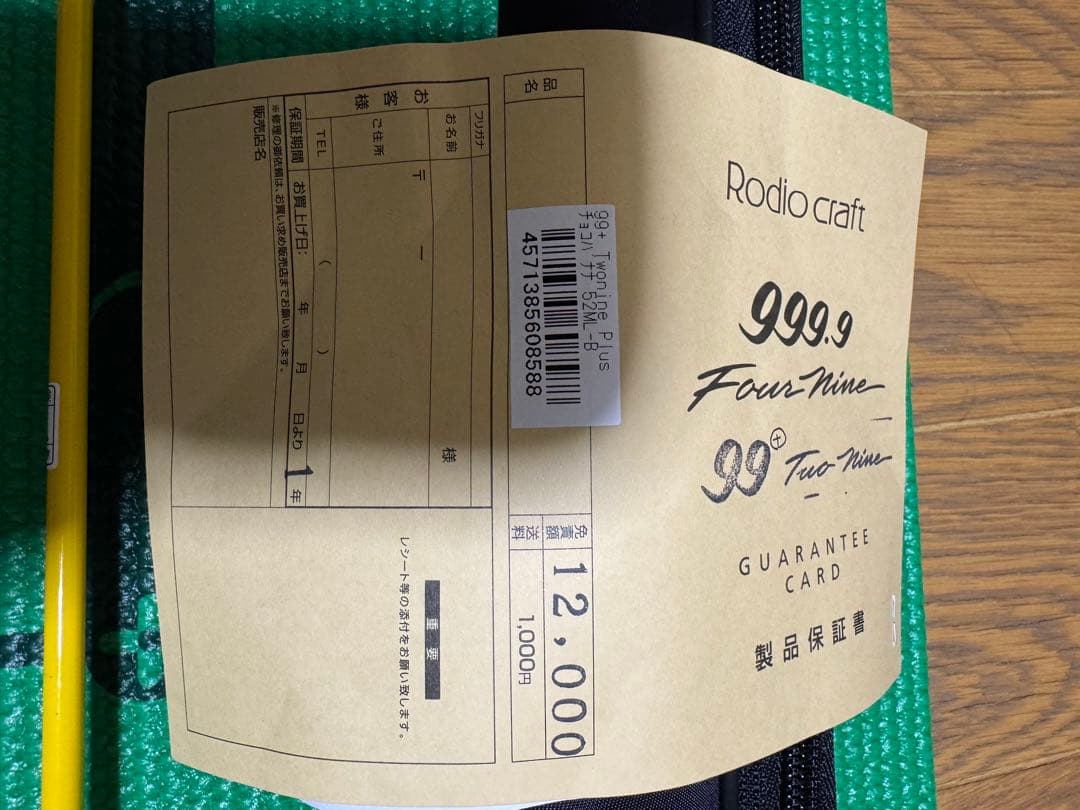 Rodio craft
999.9
Four Nine
99+ Two Nine
GUARANTEE
CARD
製品保証書
品名
99+ Twonine Plus
チョコバナナ 52ML-B
4571385608588
免責額
12,000
送料
1,000円
お客様
フリガナ
お名前
様
ご住所
〒 ー
TEL
( )
保証期間
お買上げ日: 年 月 日より 1年
※修理の御依頼は、お買い求め販売店までお願い致します。
販売店名
重要
レシート等の添付をお願い致します。